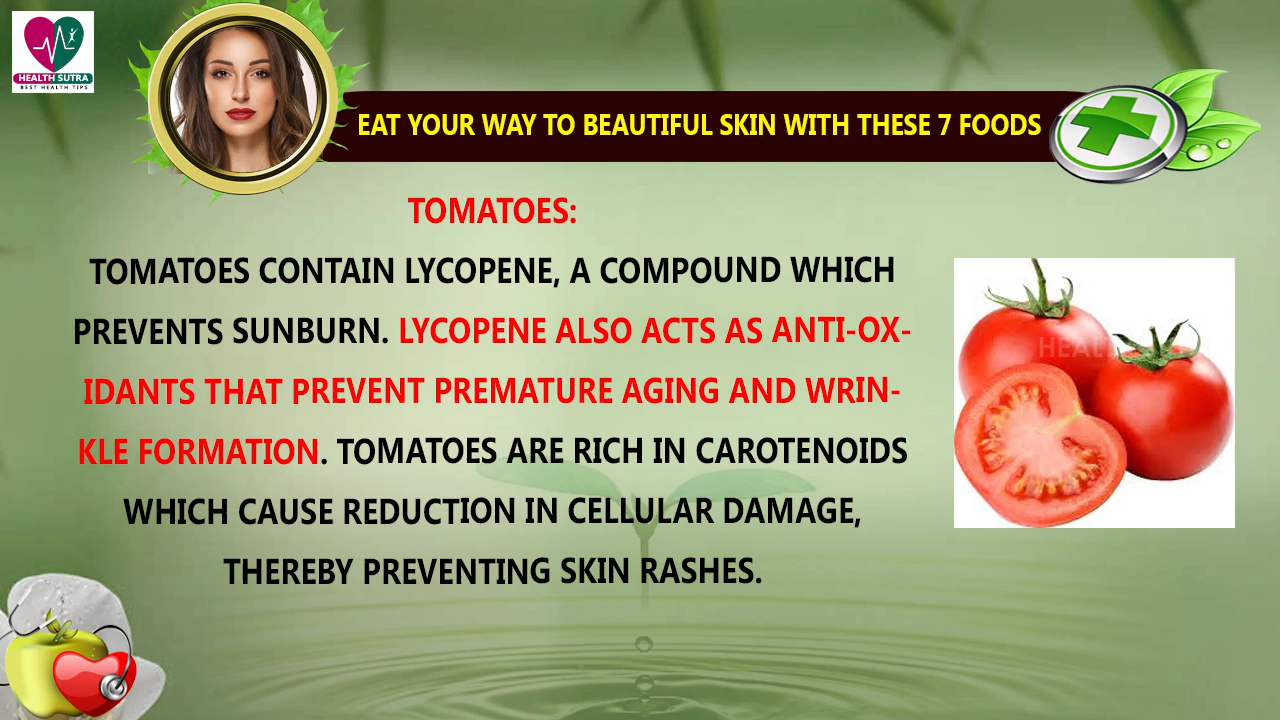 HEALTH SUTRA
BEST HEALTH TIPS
EAT YOUR WAY TO BEAUTIFUL SKIN WITH THESE 7 FOODS
TOMATOES:
TOMATOES CONTAIN LYCOPENE, A COMPOUND WHICH
PREVENTS SUNBURN. LYCOPENE ALSO ACTS AS ANTI-OX-
IDANTS THAT PREVENT PREMATURE AGING AND WRIN-
KLE FORMATION. TOMATOES ARE RICH IN CAROTENOIDS
WHICH CAUSE REDUCTION IN CELLULAR DAMAGE,
THEREBY PREVENTING SKIN RASHES.